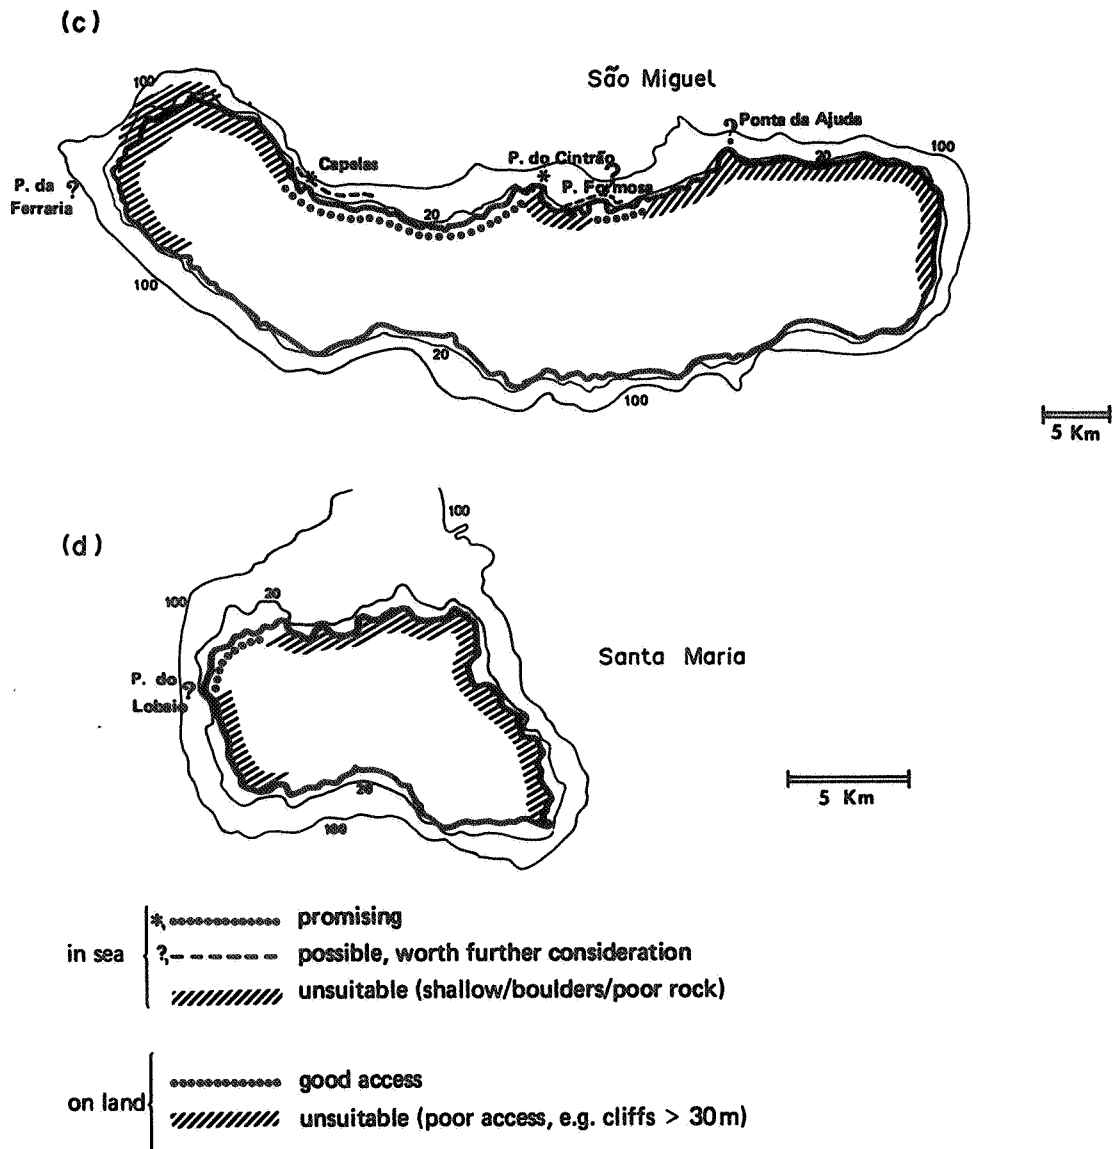 (c)
São Miguel
100
? Ponta da Ajuda
100
P. da
Ferraria
?
Capelas
*
P. do Cintrão
*
?
P. Formosa
20
20
100
20
100
5 Km
(d)
100
100
20
Santa Maria
P. do
?
20
100
5 Km
in sea
*, promising
?, possible, worth further consideration
unsuitable (shallow/boulders/poor rock)
on land
good access
unsuitable (poor access, e.g. cliffs > 30m)